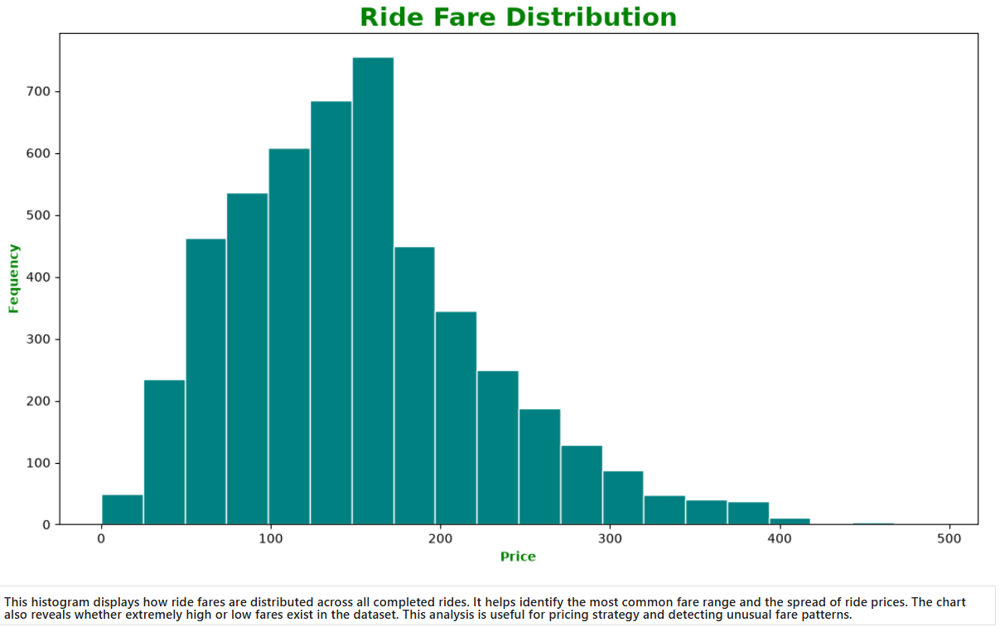 Ride Fare Distribution
700
600
500
400
300
200
100
0
Fequency
0 100 200 300 400 500
Price
This histogram displays how ride fares are distributed across all completed rides. It helps identify the most common fare range and the spread of ride prices. The chart
also reveals whether extremely high or low fares exist in the dataset. This analysis is useful for pricing strategy and detecting unusual fare patterns.